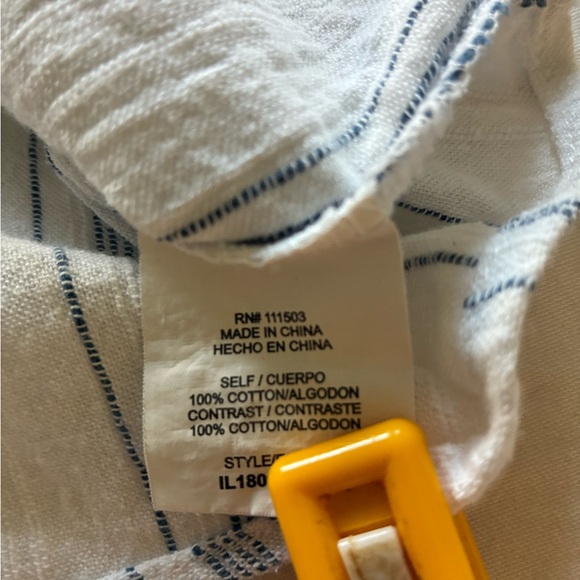 RN# 111503
MADE IN CHINA
HECHO EN CHINA
SELF / CUERPO
100% COTTON/ALGODON
CONTRAST / CONTRASTE
100% COTTON/ALGODON
STYLE/
IL180